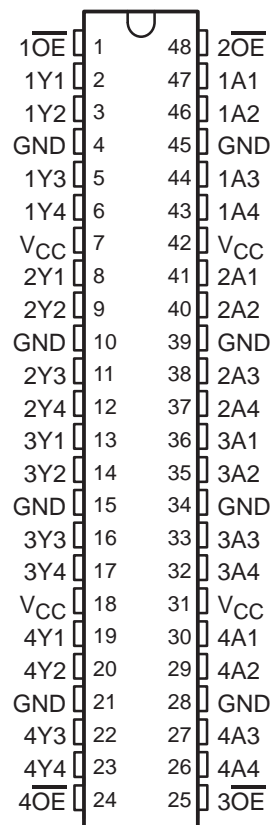 1O̅E̅ 1 48 2O̅E̅
1Y1 2 47 1A1
1Y2 3 46 1A2
GND 4 45 GND
1Y3 5 44 1A3
1Y4 6 43 1A4
VCC 7 42 VCC
2Y1 8 41 2A1
2Y2 9 40 2A2
GND 10 39 GND
2Y3 11 38 2A3
2Y4 12 37 2A4
3Y1 13 36 3A1
3Y2 14 35 3A2
GND 15 34 GND
3Y3 16 33 3A3
3Y4 17 32 3A4
VCC 18 31 VCC
4Y1 19 30 4A1
4Y2 20 29 4A2
GND 21 28 GND
4Y3 22 27 4A3
4Y4 23 26 4A4
4O̅E̅ 24 25 3O̅E̅